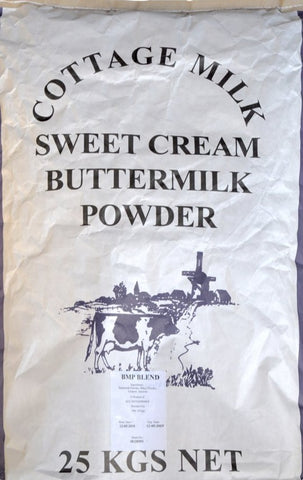 COTTAGE MILK
SWEET CREAM
BUTTERMILK
POWDER
BMP BLEND
25 KGS NET